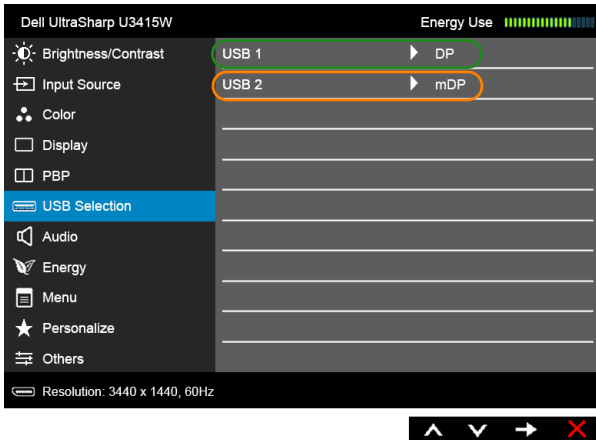 Dell UltraSharp U3415W Energy Use
Brightness/Contrast USB 1 DP
Input Source USB 2 mDP
Color
Display
PBP
USB Selection
Audio
Energy
Menu
Personalize
Others
Resolution: 3440 x 1440, 60Hz